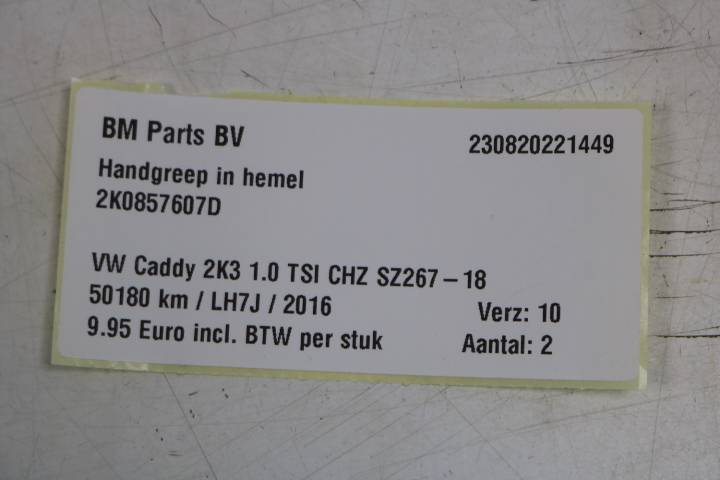 BM Parts BV 230820221449
Handgreep in hemel
2K0857607D
VW Caddy 2K3 1.0 TSI CHZ SZ267-18
50180 km / LH7J / 2016 Verz: 10
9.95 Euro incl. BTW per stuk Aantal: 2